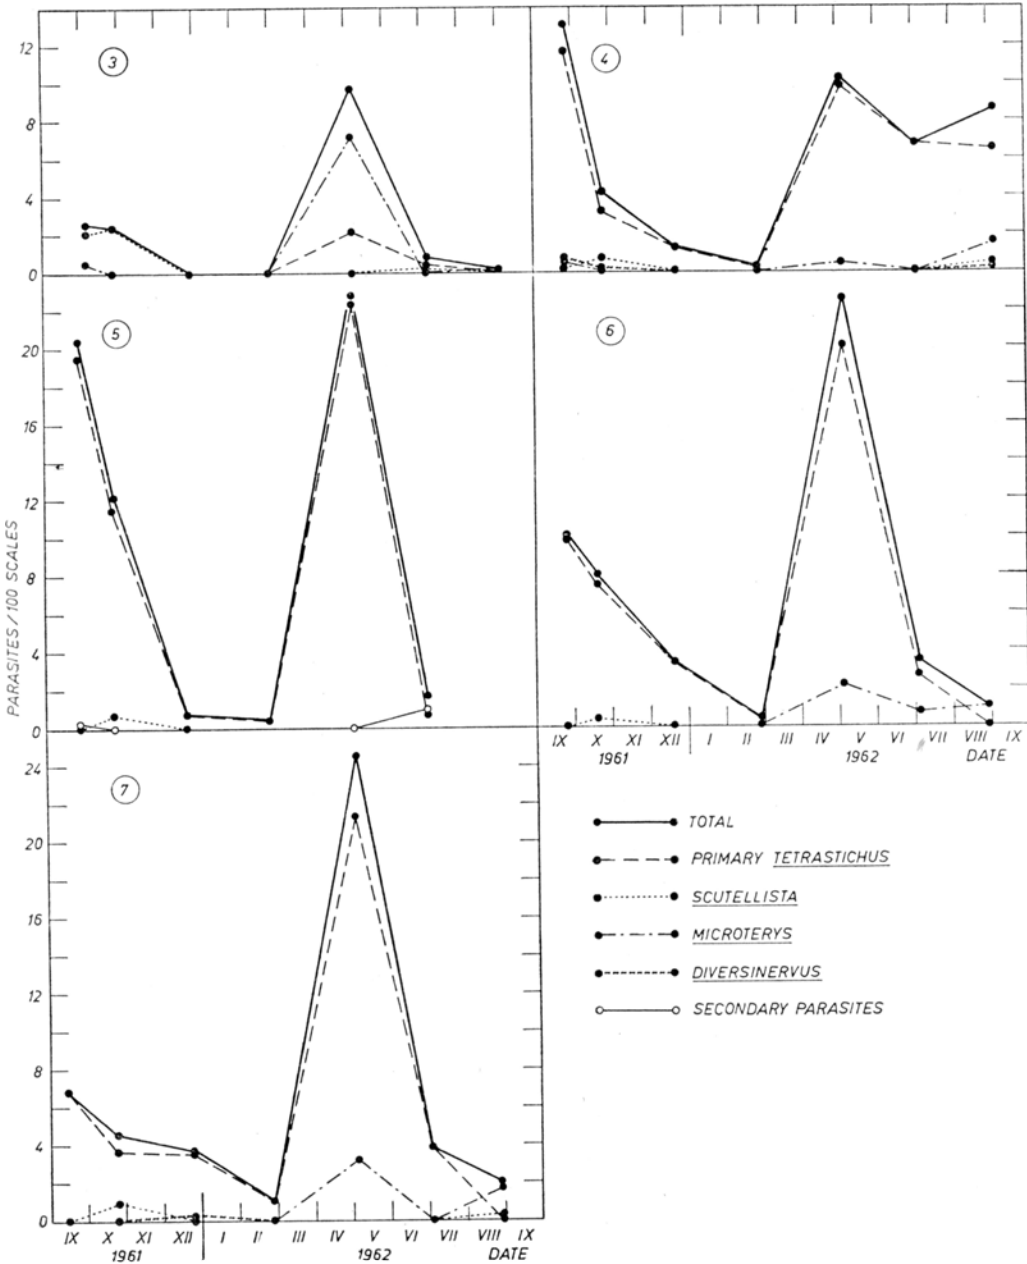 3
4
12
8
4
0
5
6
20
16
12
8
4
0
PARASITES / 100 SCALES
IX X XI XII I II III IV V VI VII VIII IX
1961 1962 DATE
7
24
20
16
12
8
4
0
IX X XI XII I II III IV V VI VII VIII IX
1961 1962 DATE
TOTAL
PRIMARY TETRASTICHUS
SCUTELLISTA
MICROTERYS
DIVERSINERVUS
SECONDARY PARASITES